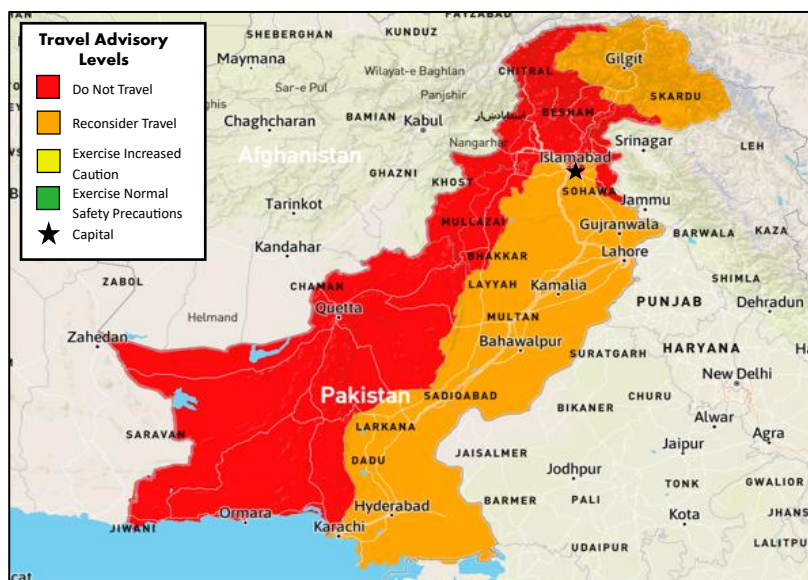 Travel Advisory
Levels
Do Not Travel
Reconsider Travel
Exercise Increased
Caution
Exercise Normal
Safety Precautions
Capital
SHEBERGHAN
KUNDUZ
FAYZABAD
Maymana
Wilayat-e Baghlan
CHITRAL
Gilgit
Sar-e Pul
Panjshir
SKARDU
Chaghcharan
BAMIAN
Kabul
BESHAM
Nangarhar
Srinagar
LEH
Afghanistan
Islamabad
GHAZNI
KHOST
SOHAWA
Jammu
Tarinkot
MULLAZAI
Gujranwala
BARWALA
KAZA
Kandahar
BHAKKAR
Lahore
ZABOL
CHAMAN
LAYYAH
Kamalia
SHIMLA
Helmand
Quetta
MULTAN
PUNJAB
Dehradun
Zahedan
Bahawalpur
SURATGARH
HARYANA
New Delhi
Pakistan
SADIQABAD
CHURU
BIKANER
Alwar
SARAVAN
LARKANA
Agra
JAISALMER
Jaipur
DADU
Jodhpur
TONK
GWALIOR
Ormara
Hyderabad
BARMER
PALI
JHANS
JIWANI
Karachi
Kota
UDAIPUR
LALITPU
cat